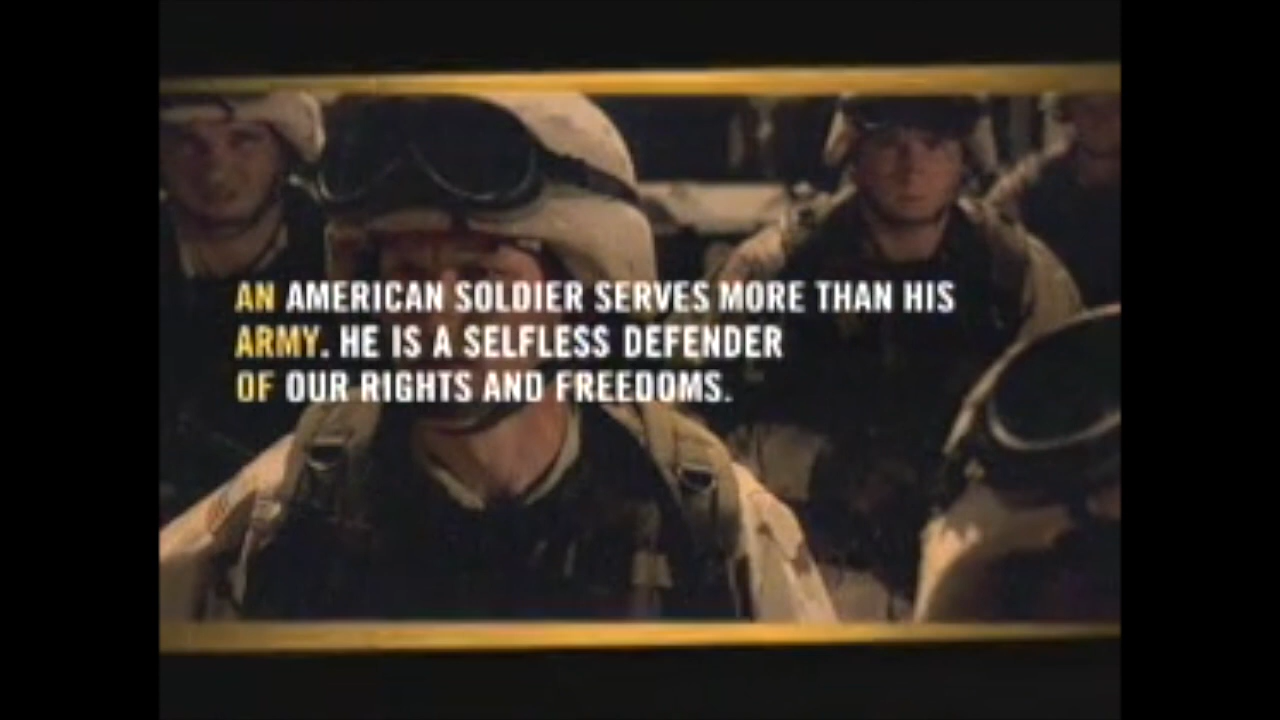 AN AMERICAN SOLDIER SERVES MORE THAN HIS
ARMY. HE IS A SELFLESS DEFENDER
OF OUR RIGHTS AND FREEDOMS.